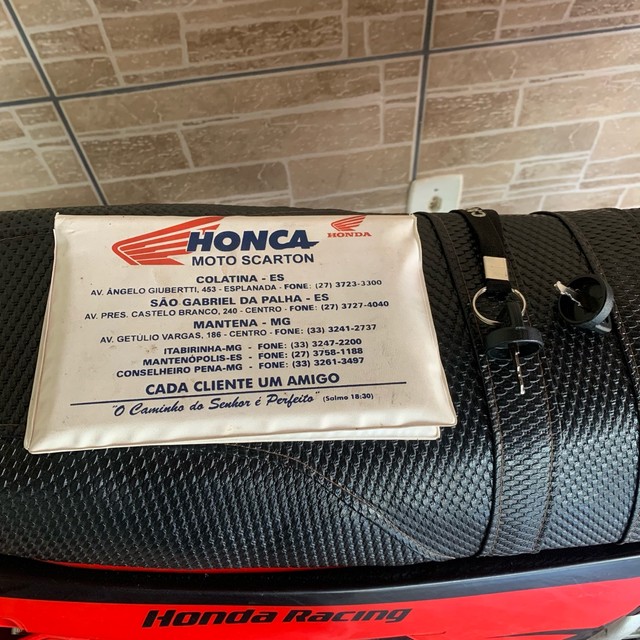 HONCA
HONDA
MOTO SCARTON
COLATINA - ES
AV. ÂNGELO GIUBERTTI, 453 - ESPLANADA - FONE: (27) 3723-3300
SÃO GABRIEL DA PALHA - ES
AV. PRES. CASTELO BRANCO, 240 - CENTRO - FONE: (27) 3727-4040
MANTENA - MG
AV. GETÚLIO VARGAS, 186 - CENTRO - FONE: (33) 3241-2737
ITABIRINHA-MG - FONE: (33) 3247-2200
MANTENÓPOLIS-ES - FONE: (27) 3758-1188
CONSELHEIRO PENA-MG - FONE: (33) 3261-3497
CADA CLIENTE UM AMIGO
"O Caminho do Senhor é Perfeito" (Salmo 18:30)
Honda Racing